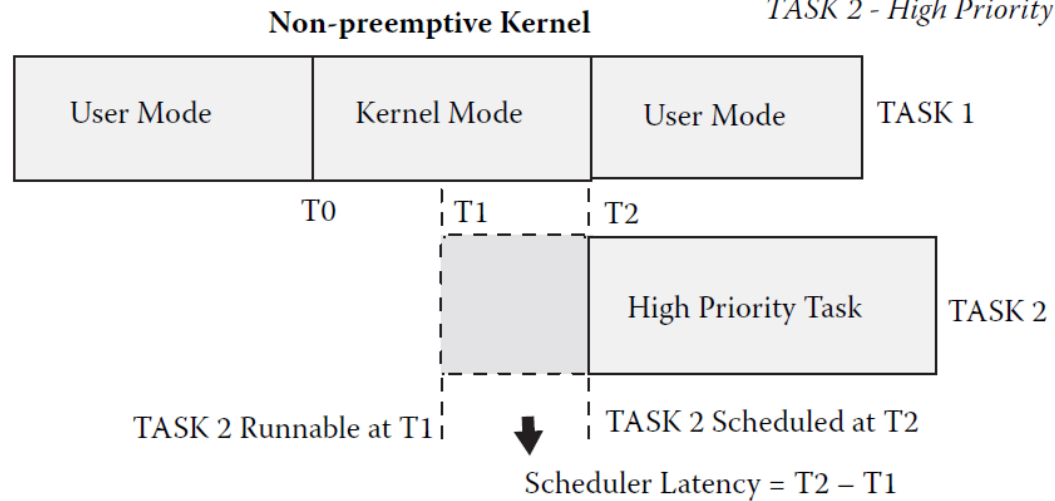 TASK 2 - High Priority
Non-preemptive Kernel
User Mode
Kernel Mode
User Mode
TASK 1
T0
T1
T2
High Priority Task
TASK 2
TASK 2 Runnable at T1
TASK 2 Scheduled at T2
Scheduler Latency = T2 – T1